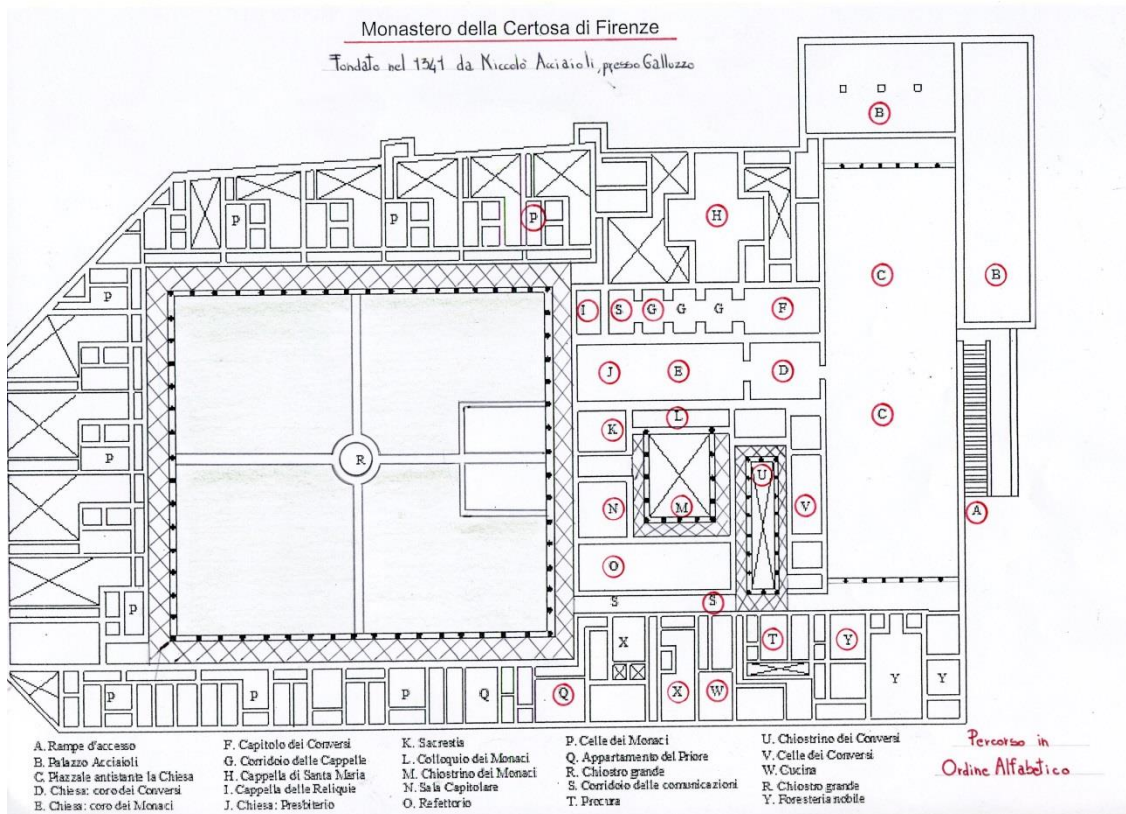 Monastero della Certosa di Firenze
Fondato nel 1341 da Niccolò Acciaioli, presso Galluzzo
B
P P P H
C B
P
I S G G G F
J E D
L C
K
P R
U
N M V A
O
S S
P
X T Y
Y Y
P P P Q Q X W
A. Rampe d'accesso
B. Palazzo Acciaioli
C. Piazzale antistante la Chiesa
D. Chiesa: coro dei Conversi
E. Chiesa: coro dei Monaci
F. Capitolo dei Conversi
G. Corridoio delle Cappelle
H. Cappella di Santa Maria
I. Cappella delle Reliquie
J. Chiesa: Presbiterio
K. Sacrestia
L. Colloquio dei Monaci
M. Chiostrino dei Monaci
N. Sala Capitolare
O. Refettorio
P. Celle dei Monaci
Q. Appartamento del Priore
R. Chiostro grande
S. Corridoio delle comunicazioni
T. Procura
U. Chiostrino dei Conversi
V. Celle dei Conversi
W. Cucina
R Chiostro grande
Y. Foresteria nobile
Percorso in
Ordine Alfabetico